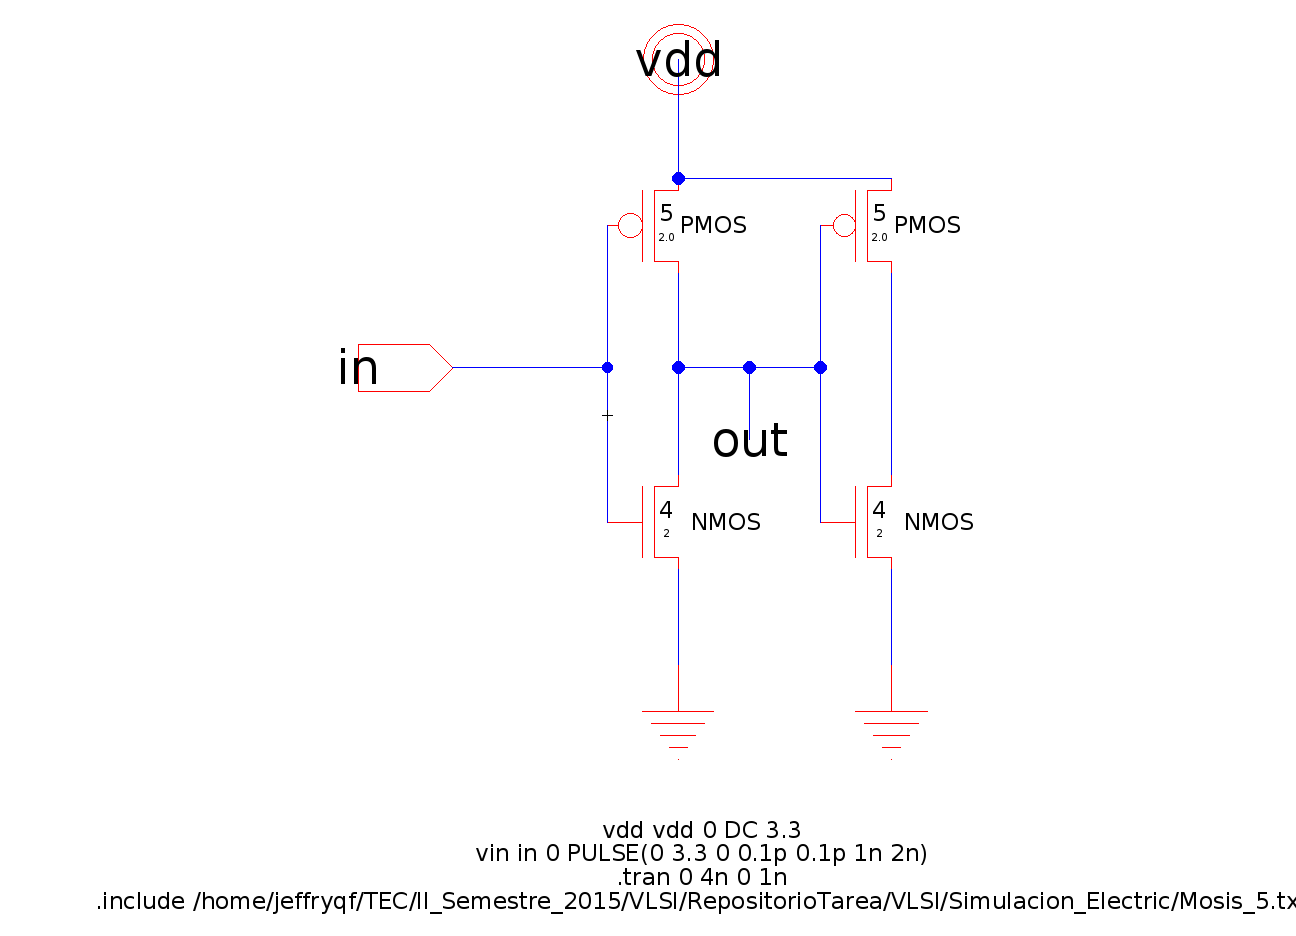 vdd
5 PMOS 5 PMOS
2.0 2.0
in
out
4 NMOS 4 NMOS
2 2
vdd vdd 0 DC 3.3
vin in 0 PULSE(0 3.3 0 0.1p 0.1p 1n 2n)
.tran 0 4n 0 1n
.include /home/jeffryqf/TEC/II_Semestre_2015/VLSI/RepositorioTarea/VLSI/Simulacion_Electric/Mosis_5.tx